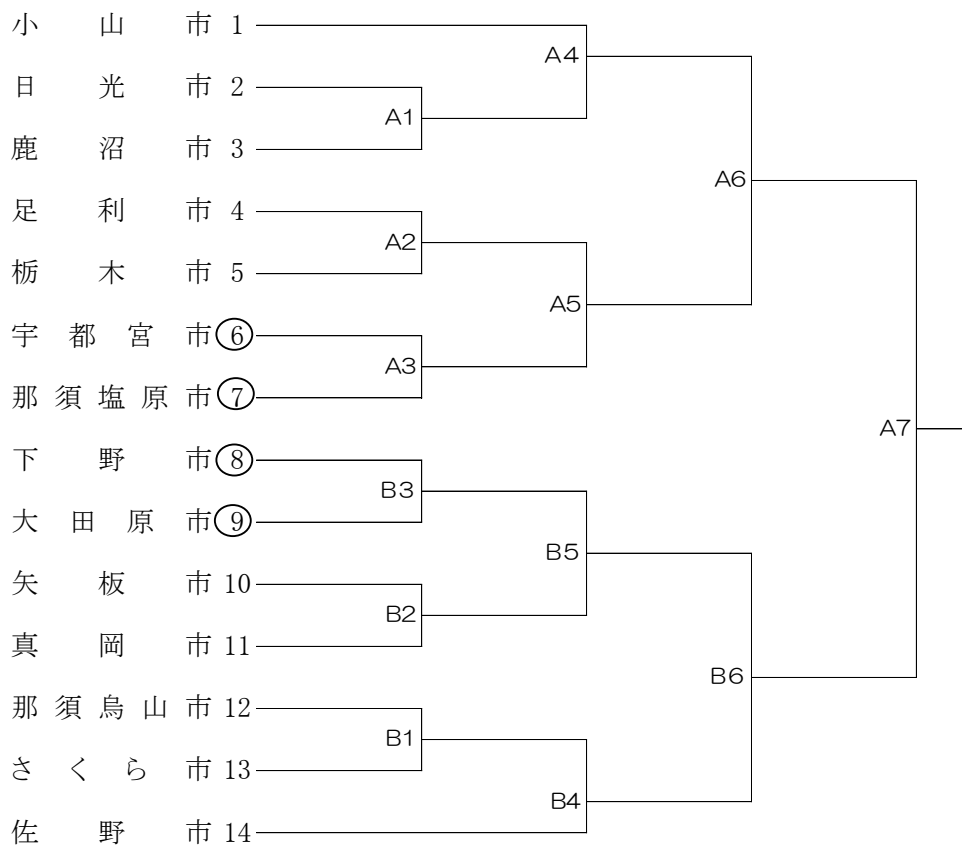 小山市 1
A4
日光市 2
A1
鹿沼市 3
A6
足利市 4
A2
栃木市 5
A5
宇都宮市 ⑥
A3
那須塩原市 ⑦
A7
下野市 ⑧
B3
大田原市 ⑨
B5
矢板市 10
B2
真岡市 11
B6
那須烏山市 12
B1
さくら市 13
B4
佐野市 14